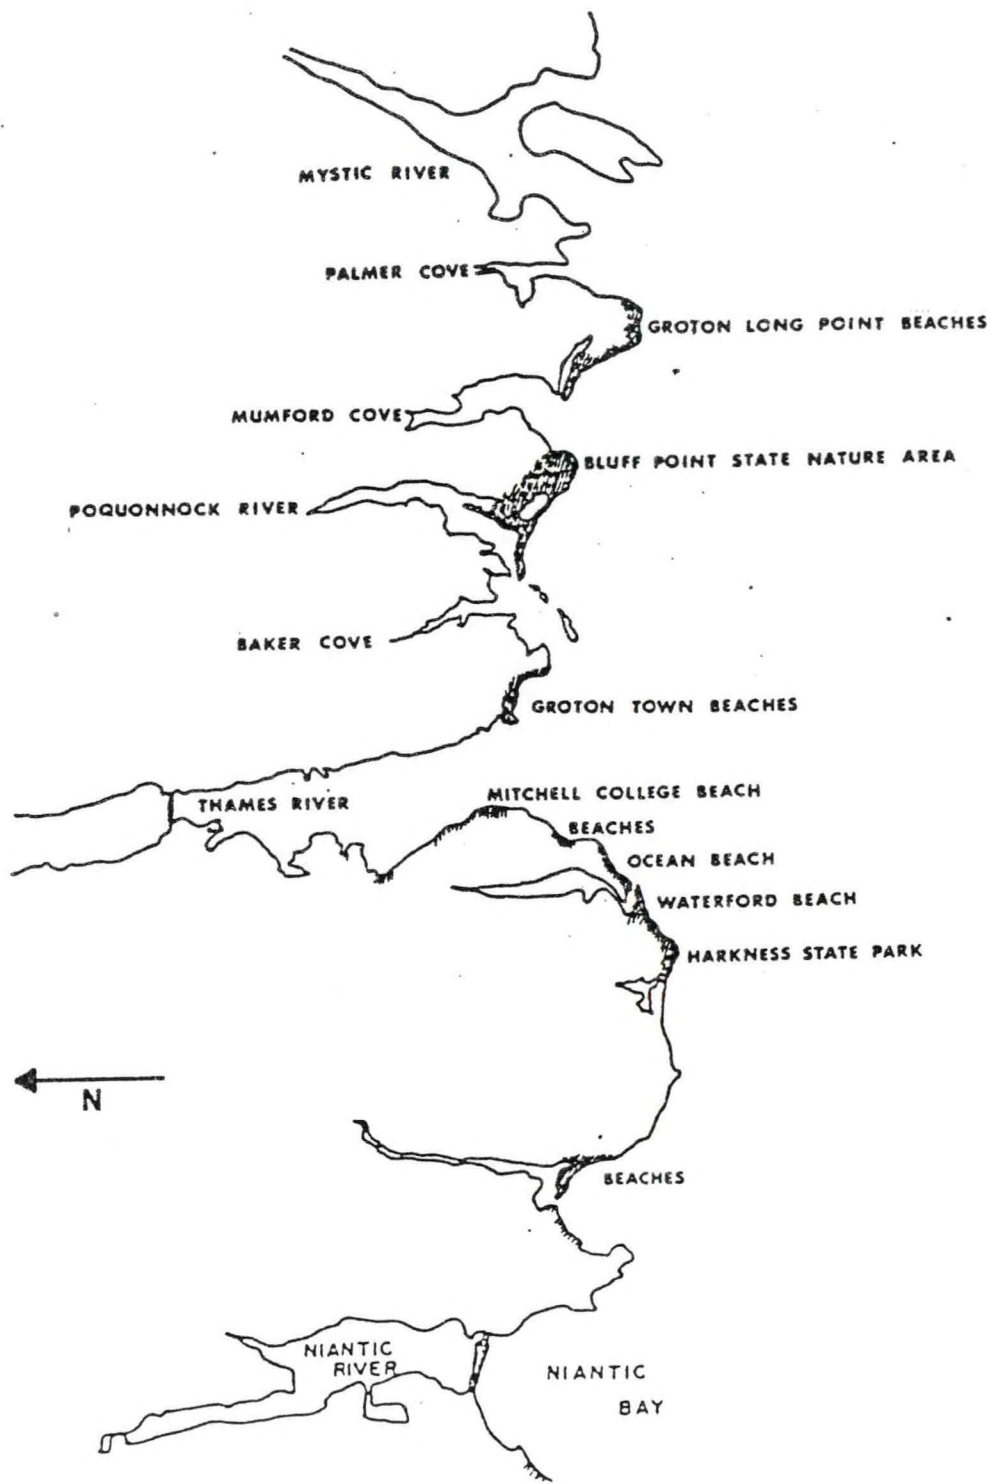 MYSTIC RIVER
PALMER COVE
GROTON LONG POINT BEACHES
MUMFORD COVE
BLUFF POINT STATE NATURE AREA
POQUONNOCK RIVER
BAKER COVE
GROTON TOWN BEACHES
THAMES RIVER
MITCHELL COLLEGE BEACH
BEACHES
OCEAN BEACH
WATERFORD BEACH
HARKNESS STATE PARK
N
BEACHES
NIANTIC
RIVER
NIANTIC
BAY